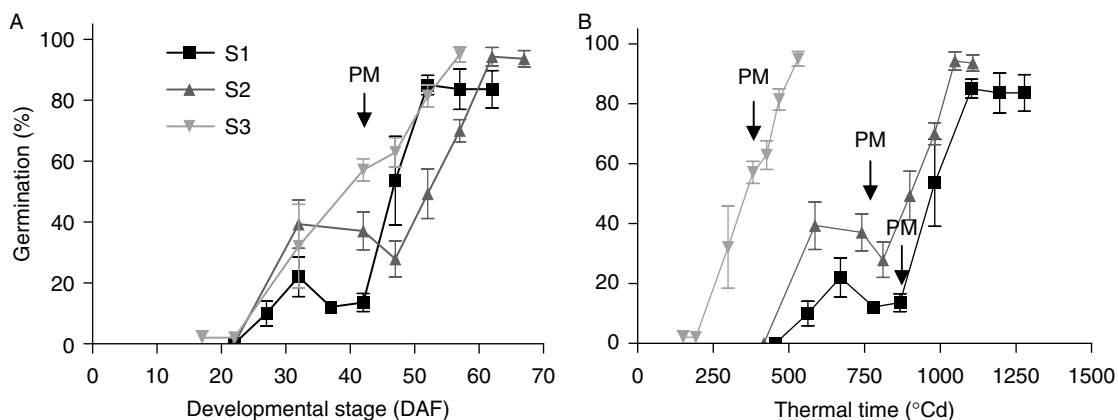 A
100
80
60
40
20
0
Germination (%)
S1
S2
S3
PM
0 10 20 30 40 50 60 70
Developmental stage (DAF)
B
100
80
60
40
20
0
PM
PM
PM
0 250 500 750 1000 1250 1500
Thermal time (°Cd)